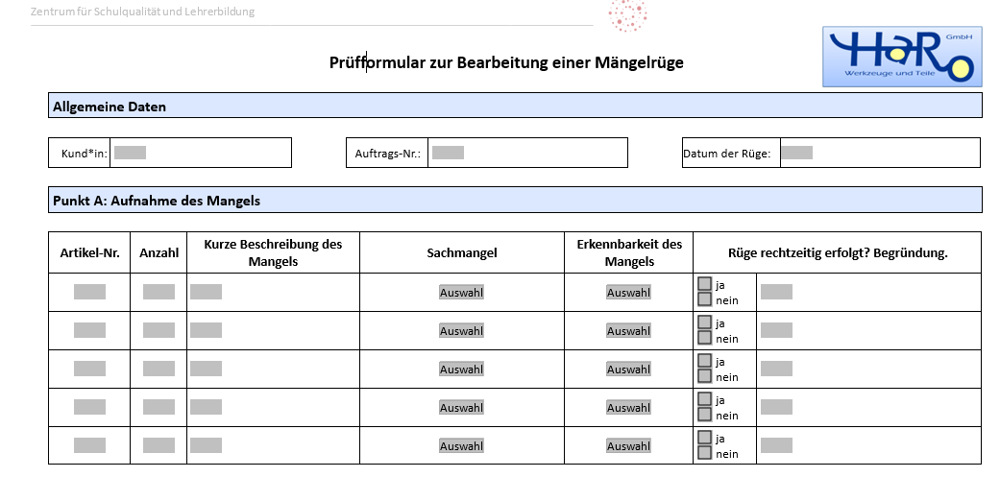 Zentrum für Schulqualität und Lehrerbildung
HaRo GmbH
Werkzeuge und Teile
Prüfformular zur Bearbeitung einer Mängelrüge
Allgemeine Daten
Kund*in:
Auftrags-Nr.:
Datum der Rüge:
Punkt A: Aufnahme des Mangels
Artikel-Nr.
Anzahl
Kurze Beschreibung des
Mangels
Sachmangel
Erkennbarkeit des
Mangels
Rüge rechtzeitig erfolgt? Begründung.
Auswahl
Auswahl
ja
nein
Auswahl
Auswahl
ja
nein
Auswahl
Auswahl
ja
nein
Auswahl
Auswahl
ja
nein
Auswahl
Auswahl
ja
nein